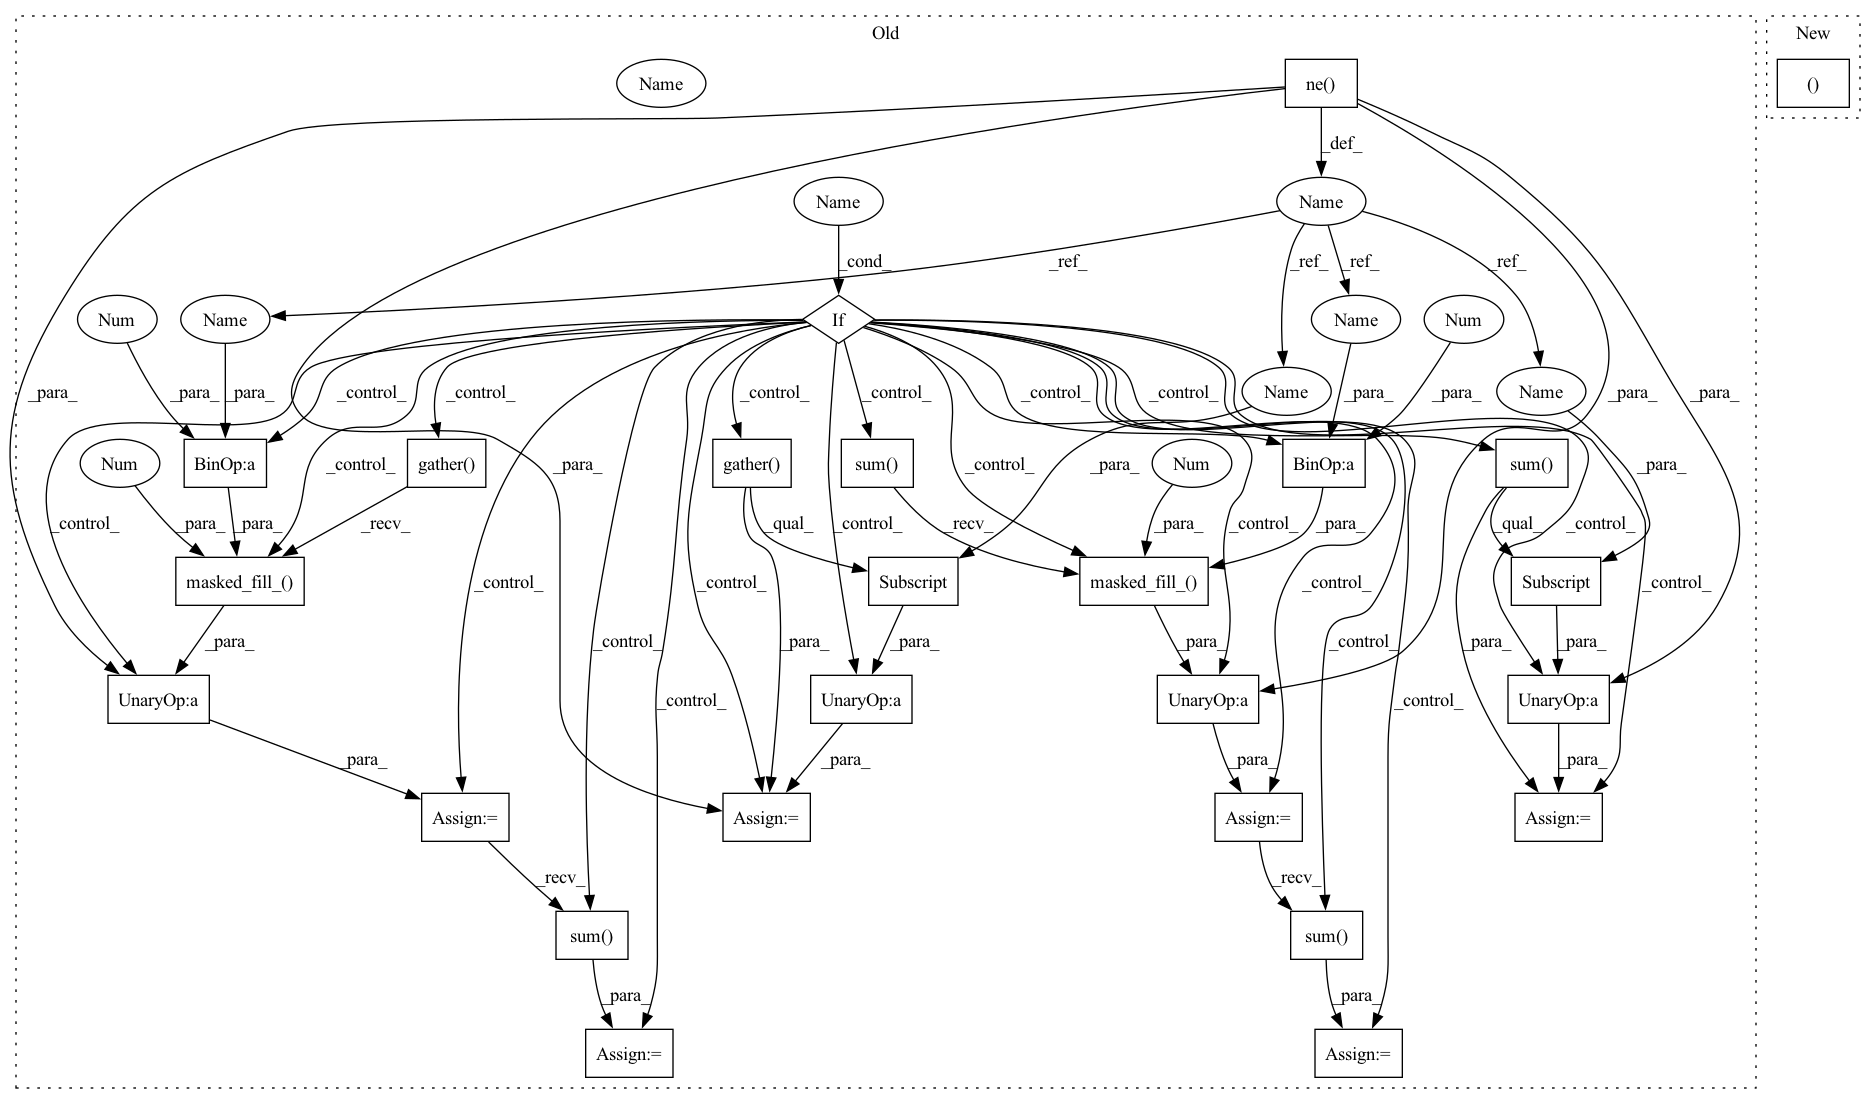 Old
New
Name
ne()
()
_def_
Name
Name
_cond_
_ref_
_ref_
_ref_
_ref_
Num
Name
If
Name
Num
_para_
_para_
_para_
_control_
_control_
_control_
Name
_control_
_control_
_para_
_para_
Name
_para_
_para_
BinOp:a
gather()
gather()
sum()
BinOp:a
sum()
Num
_control_
_para_
_control_
_para_
Num
_para_
_control_
_para_
_para_
_recv_
_qual_
_control_
_recv_
_para_
_control_
_para_
_qual_
_control_
masked_fill_()
_control_
_control_
Subscript
masked_fill_()
_control_
Subscript
_control_
_para_
_control_
_para_
_para_
_para_
_control_
_para_
_para_
UnaryOp:a
_control_
UnaryOp:a
UnaryOp:a
_control_
UnaryOp:a
_para_
_para_
_para_
_para_
Assign:=
Assign:=
Assign:=
Assign:=
_recv_
_recv_
sum()
sum()
_para_
_para_
Assign:=
Assign:=